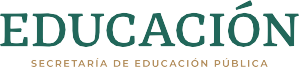 EDUCACIÓN
SECRETARÍA DE EDUCACIÓN PÚBLICA